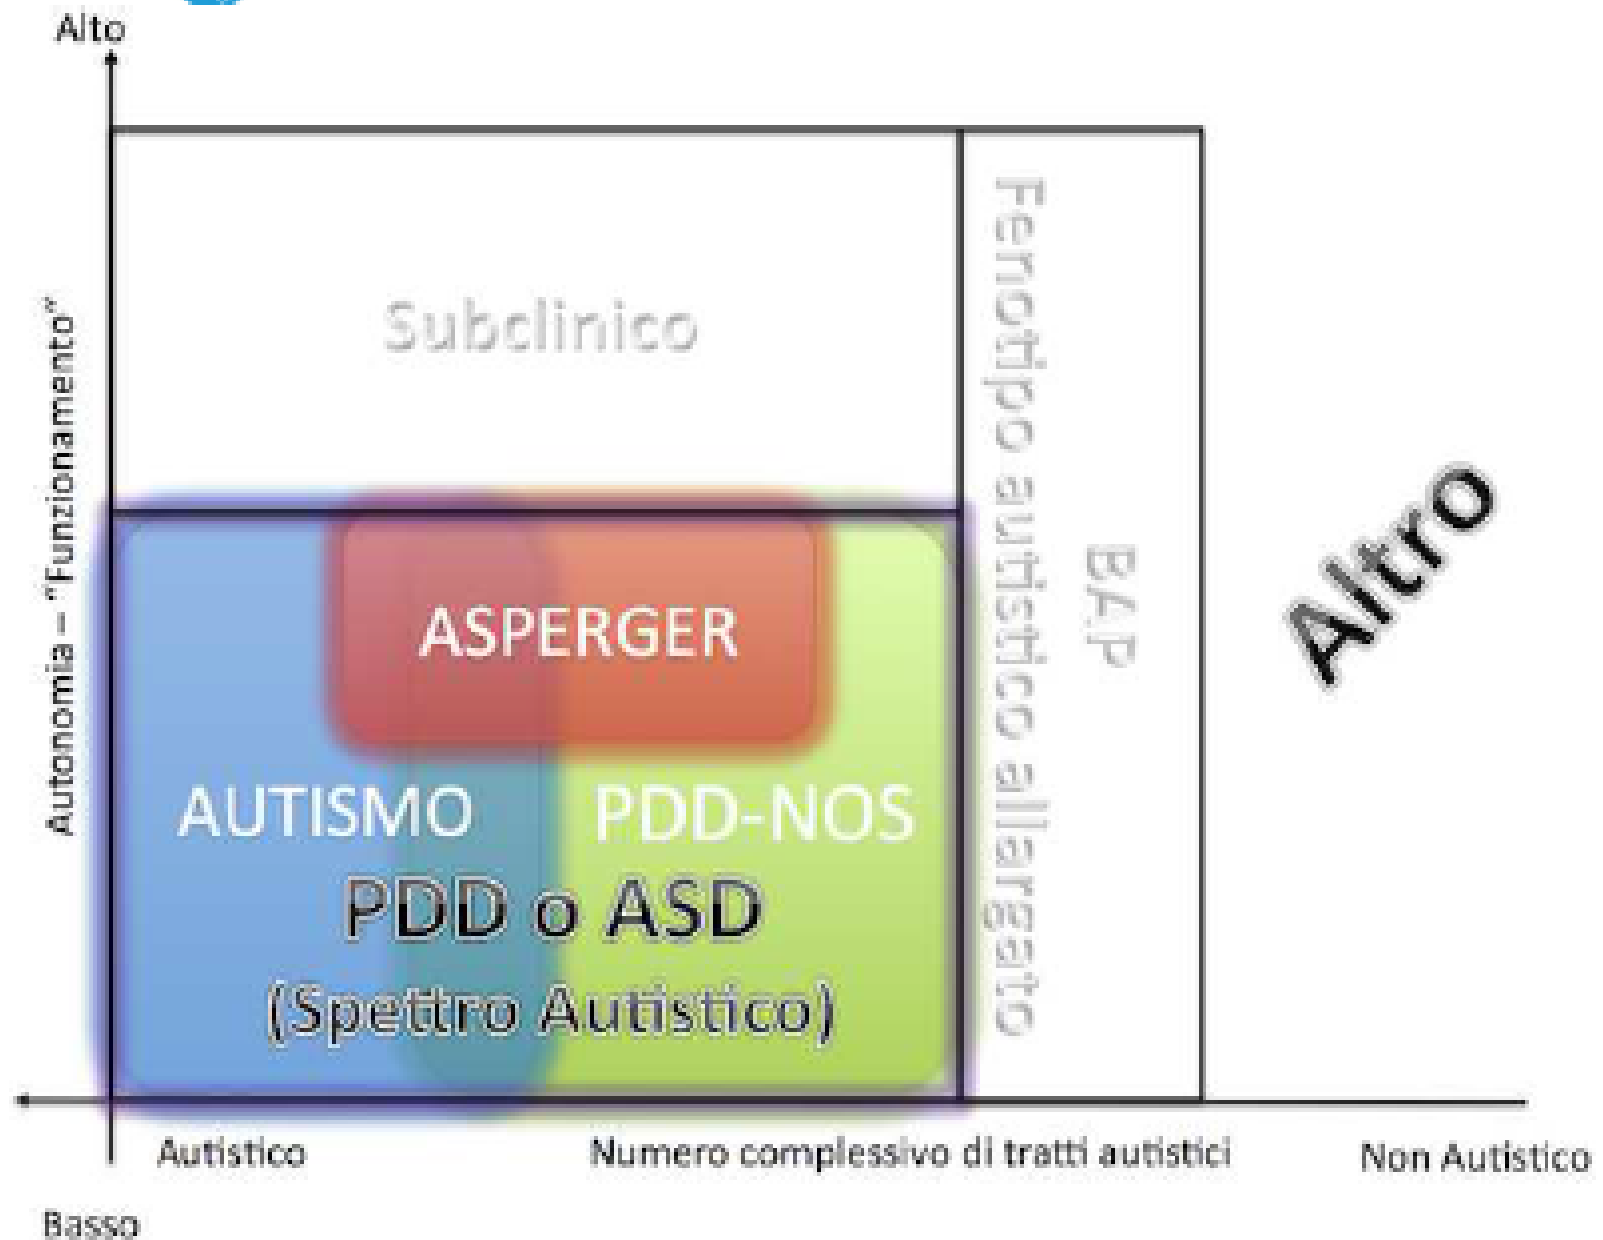 Alto
Autonomia – "Funzionamento"
Subclinico
Fenotipo autistico allargato
BAP
Altro
ASPERGER
AUTISMO
PDD-NOS
PDD o ASD
(Spettro Autistico)
Autistico
Numero complessivo di tratti autistici
Non Autistico
Basso